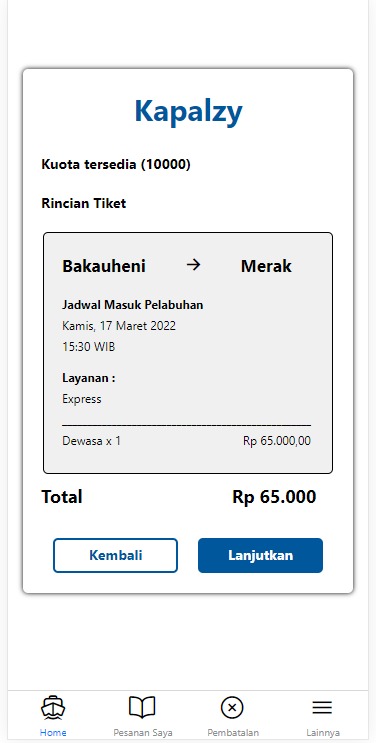 Kapalzy
Kuota tersedia (10000)
Rincian Tiket
Bakauheni → Merak
Jadwal Masuk Pelabuhan
Kamis, 17 Maret 2022
15:30 WIB
Layanan :
Express
Dewasa x 1 Rp 65.000,00
Total Rp 65.000
Kembali Lanjutkan
Home Pesanan Saya Pembatalan Lainnya